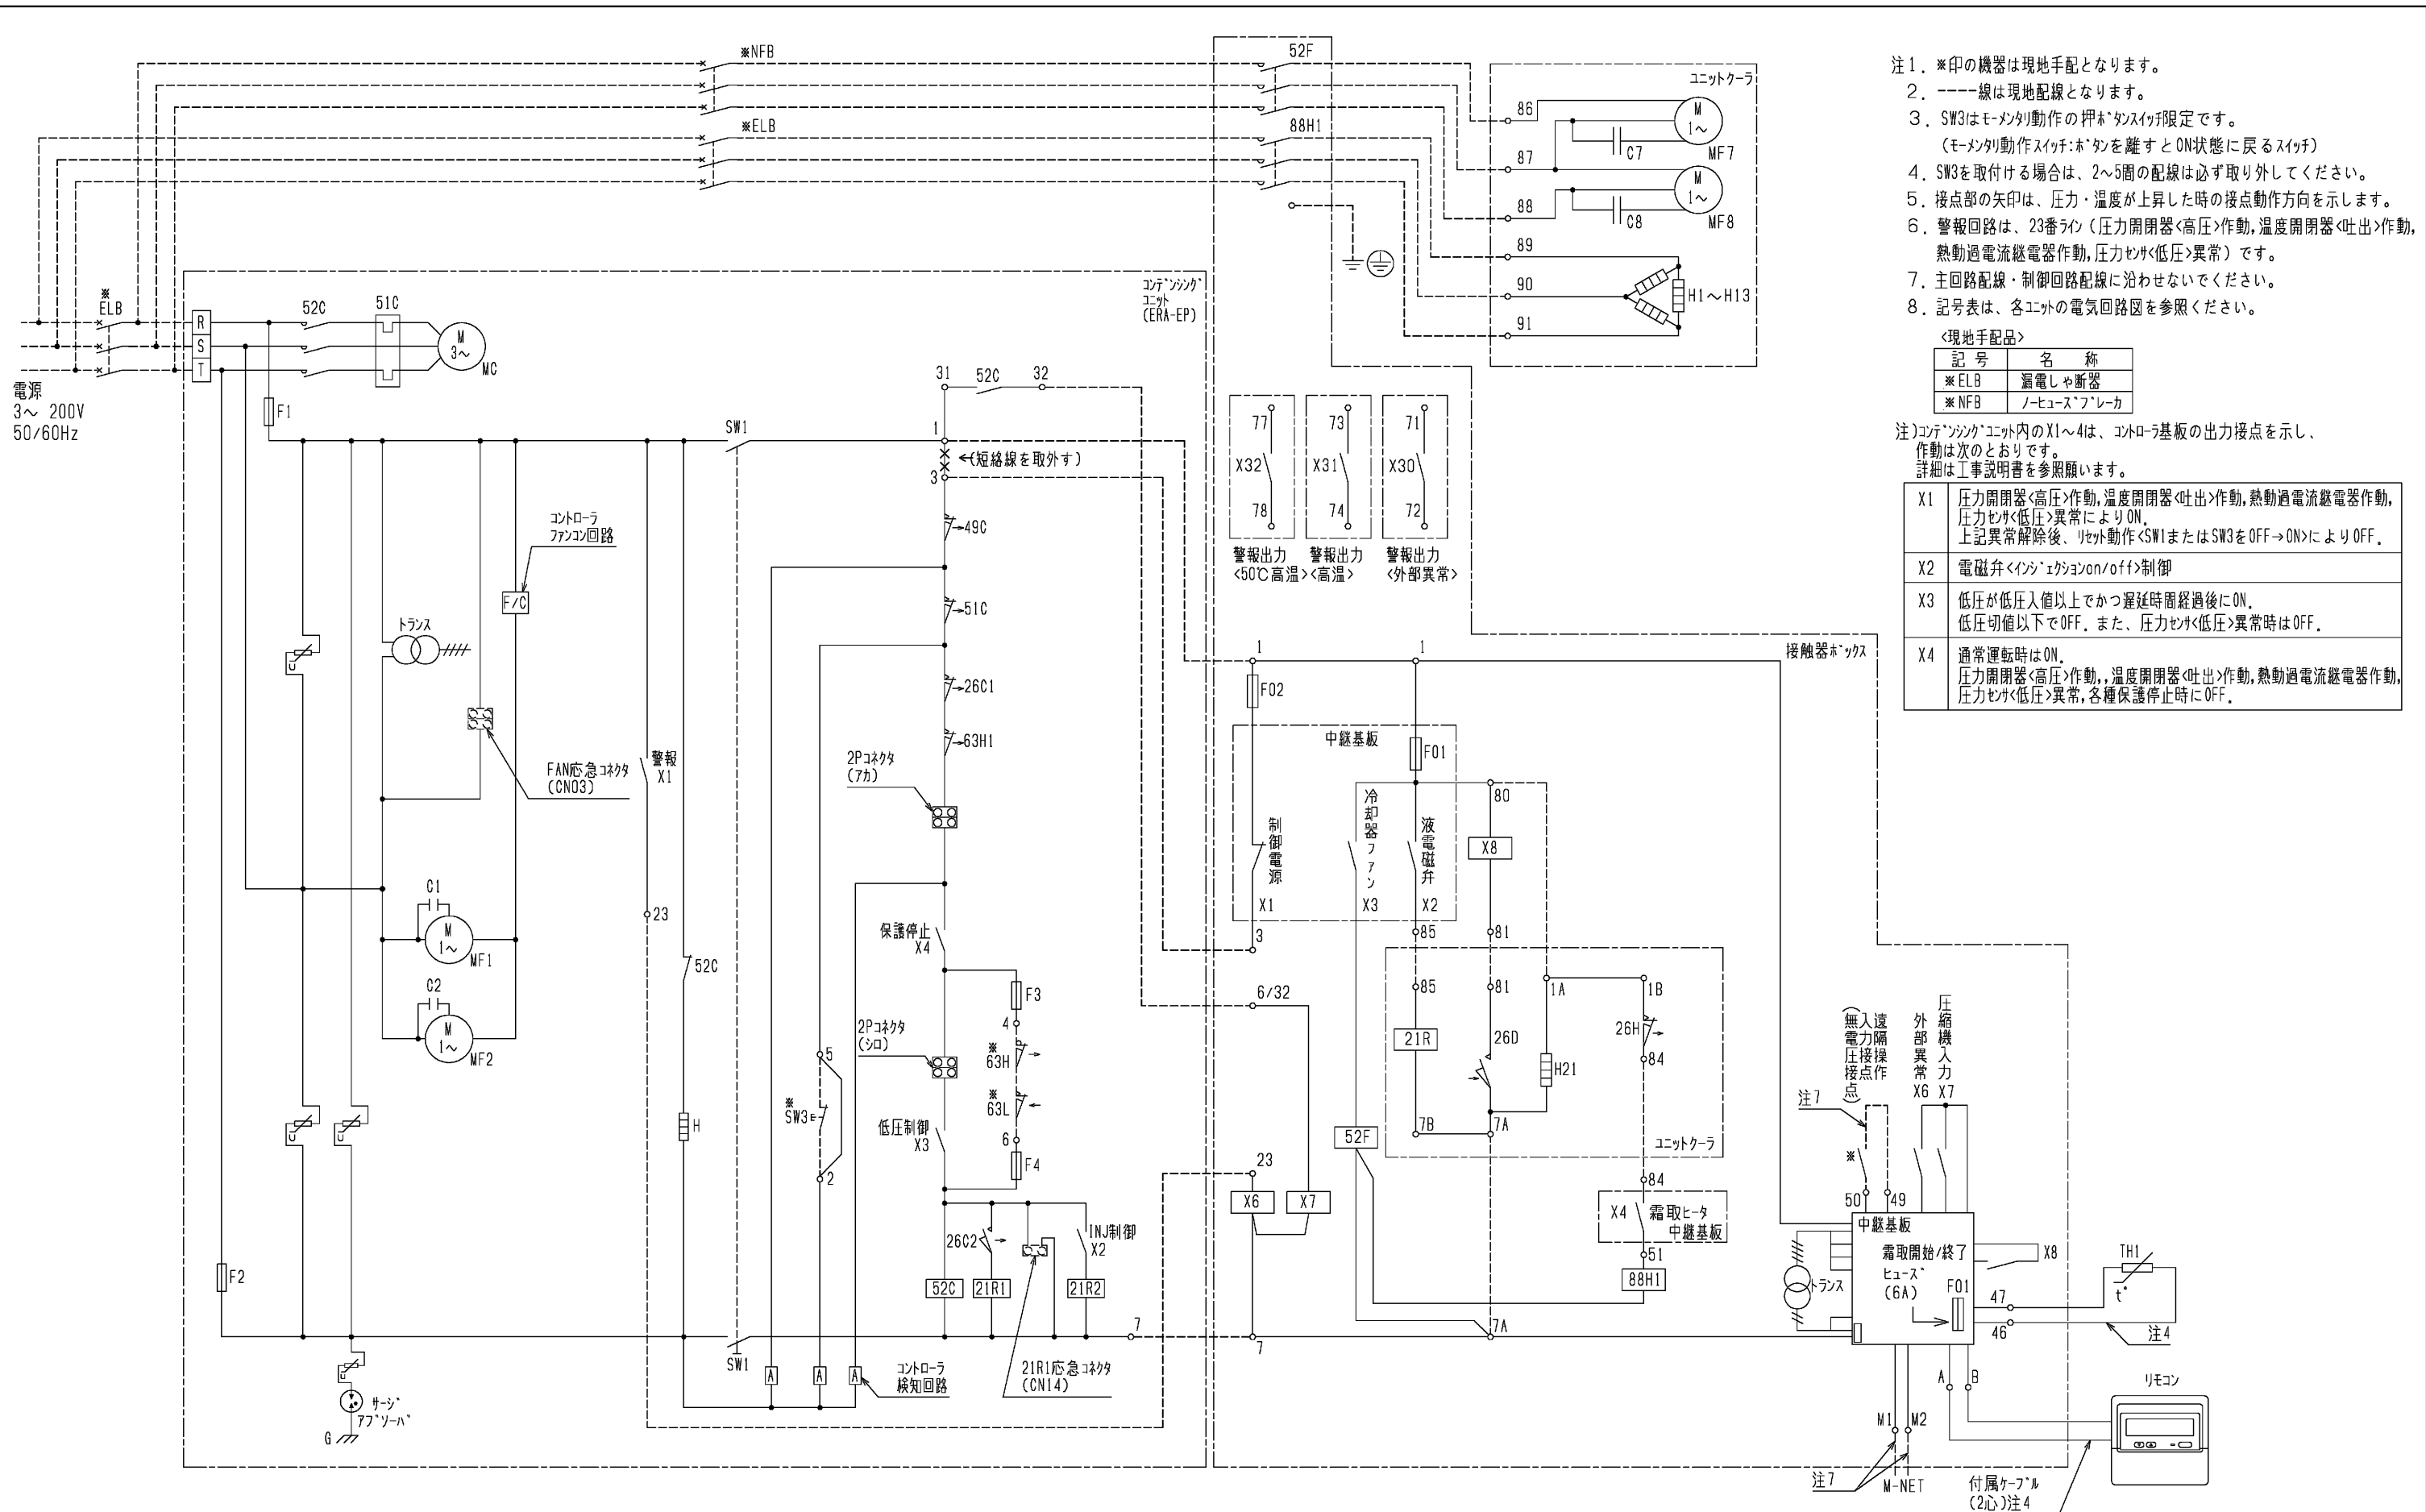 ※NFB
52F
※ELB
88H1
ユニットクーラ
86
M
1～
C7
MF7
87
M
1～
88
C8
MF8
89
90
H1～H13
91
注1．※印の機器は現地手配となります。
2．----線は現地配線となります。
3．SW3はモーメンタリ動作の押ボタンスイッチ限定です。
(モーメンタリ動作スイッチ:ボタンを離すとON状態に戻るスイッチ)
4．SW3を取付ける場合は、2～5間の配線は必ず取り外してください。
5．接点部の矢印は、圧力・温度が上昇した時の接点動作方向を示します。
6．警報回路は、23番ライン(圧力開閉器<高圧>作動,温度開閉器<吐出>作動,
熱動過電流継電器作動,圧力センサ<低圧>異常)です。
7．主回路配線・制御回路配線に沿わせないでください。
8．記号表は、各ユニットの電気回路図を参照ください。
<現地手配品>
記 号 名 称
※ELB 漏電しゃ断器
※NFB ノーヒューズブレーカ
注)コンデンシングユニット内のX1～4は、コントローラ基板の出力接点を示し、
作動は次のとおりです。
詳細は工事説明書を参照願います。
X1 圧力開閉器<高圧>作動,温度開閉器<吐出>作動,熱動過電流継電器作動,
圧力センサ<低圧>異常によりON．
上記異常解除後、リセット動作<SW1またはSW3をOFF→ON>によりOFF．
X2 電磁弁<インジェクションon/off>制御
X3 低圧が低圧入値以上でかつ遅延時間経過後にON．
低圧切値以下でOFF．また、圧力センサ<低圧>異常時はOFF．
X4 通常運転時はON．
圧力開閉器<高圧>作動,,温度開閉器<吐出>作動,熱動過電流継電器作動,
圧力センサ<低圧>異常,各種保護停止時にOFF．
コンデンシング
ユニット
(ERA-EP)
※
ELB
R
S
T
52C
51C
M
3～
MC
電源
3～ 200V
50/60Hz
F1
SW1
31
52C
32
1
←(短絡線を取外す)
3
49C
51C
26C1
63H1
コントローラ
ファンコン回路
F/C
トランス
FAN応急コネクタ
(CN03)
警報
X1
2Pコネクタ
(アカ)
23
52C
C1
M
1～
MF1
C2
M
1～
MF2
保護停止
X4
F3
4
※
63H
※
63L
6
F4
2Pコネクタ
(シロ)
低圧制御
X3
5
※
SW3
2
H
26C2
INJ制御
X2
52C
21R1
21R2
F2
7
SW1
A
A
A
コントローラ
検知回路
21R1応急コネクタ
(CN14)
サージ
アブソーバ
G
77
X32
78
73
X31
74
71
X30
72
警報出力
<50℃高温>
警報出力
<高温>
警報出力
<外部異常>
接触器ボックス
1
1
F02
中継基板
F01
80
制御電源
X1
冷却器ファン
X3
液電磁弁
X2
X8
3
85
81
6/32
85
81
1A
1B
21R
26D
26H
84
H21
7B
7A
ユニットクーラ
52F
23
X6
X7
84
X4
霜取ヒータ
中継基板
51
88H1
7
7A
遠隔操作
入力接点
(無電圧接点)
外部異常
X6
圧縮機入力
X7
注7
※
50
49
中継基板
霜取開始/終了
ヒューズ
(6A)
F01
トランス
X8
TH1
t°
47
46
注4
A
B
リモコン
M1
M2
注7
M-NET
付属ケーブル
(2心)注4